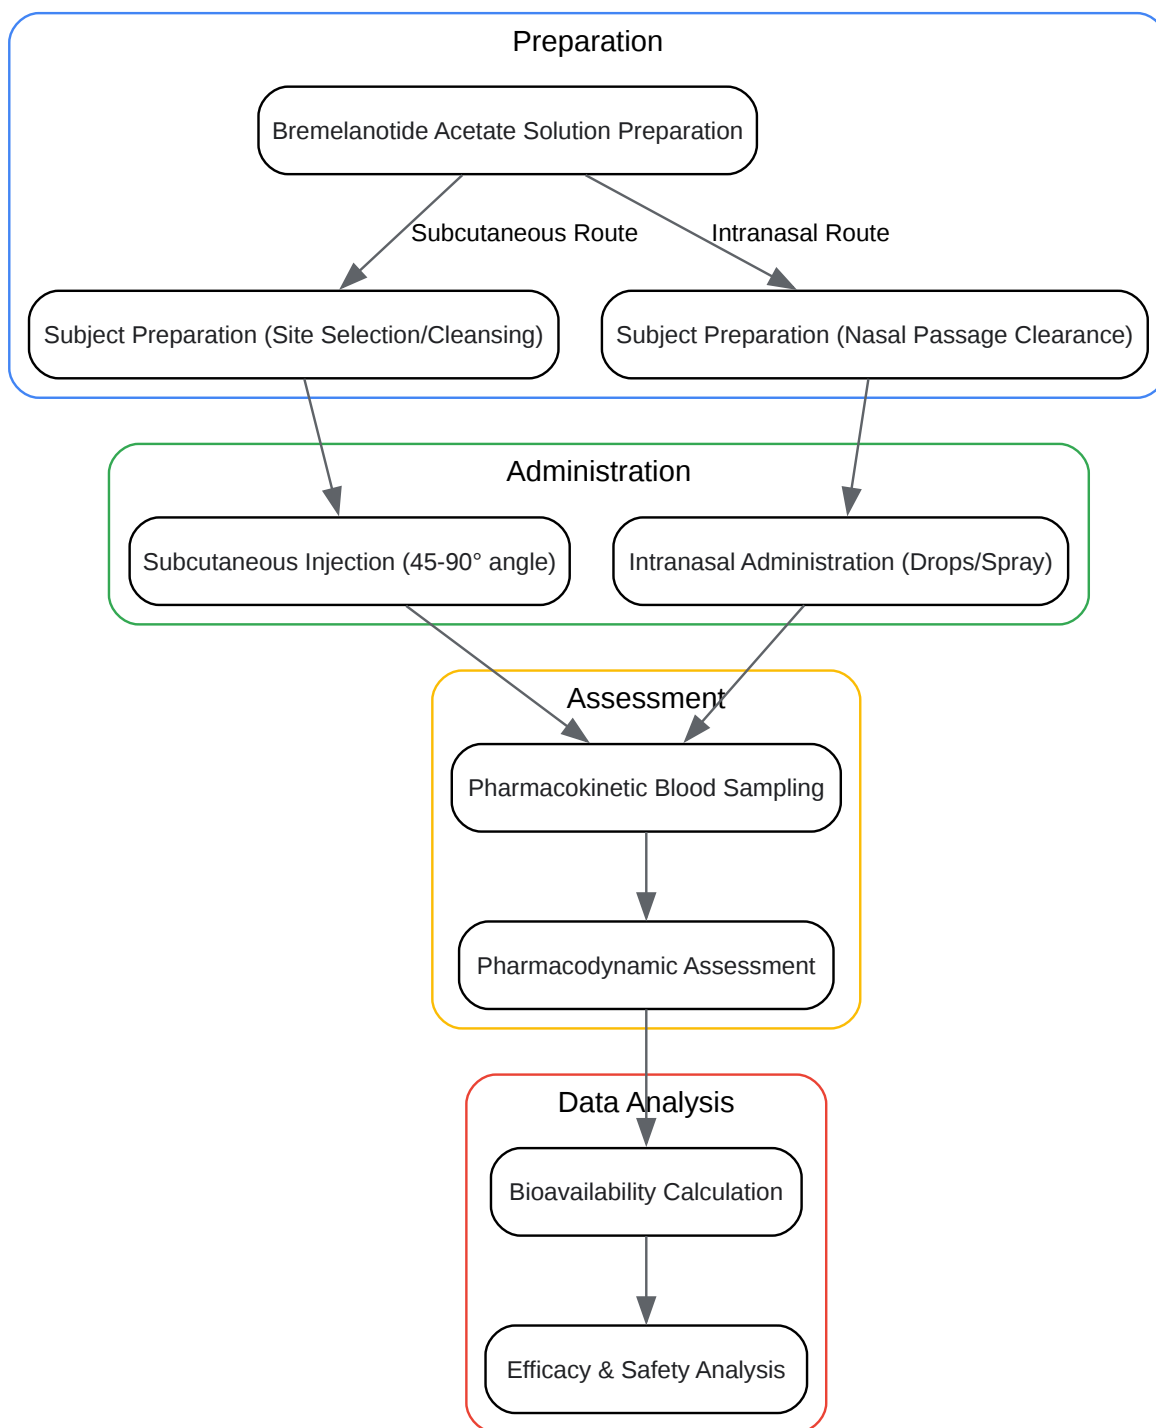 Preparation
Bremelanotide Acetate Solution Preparation
Subcutaneous Route
Intranasal Route
Subject Preparation (Site Selection/Cleansing)
Subject Preparation (Nasal Passage Clearance)
Administration
Subcutaneous Injection (45-90° angle)
Intranasal Administration (Drops/Spray)
Assessment
Pharmacokinetic Blood Sampling
Pharmacodynamic Assessment
Data Analysis
Bioavailability Calculation
Efficacy & Safety Analysis